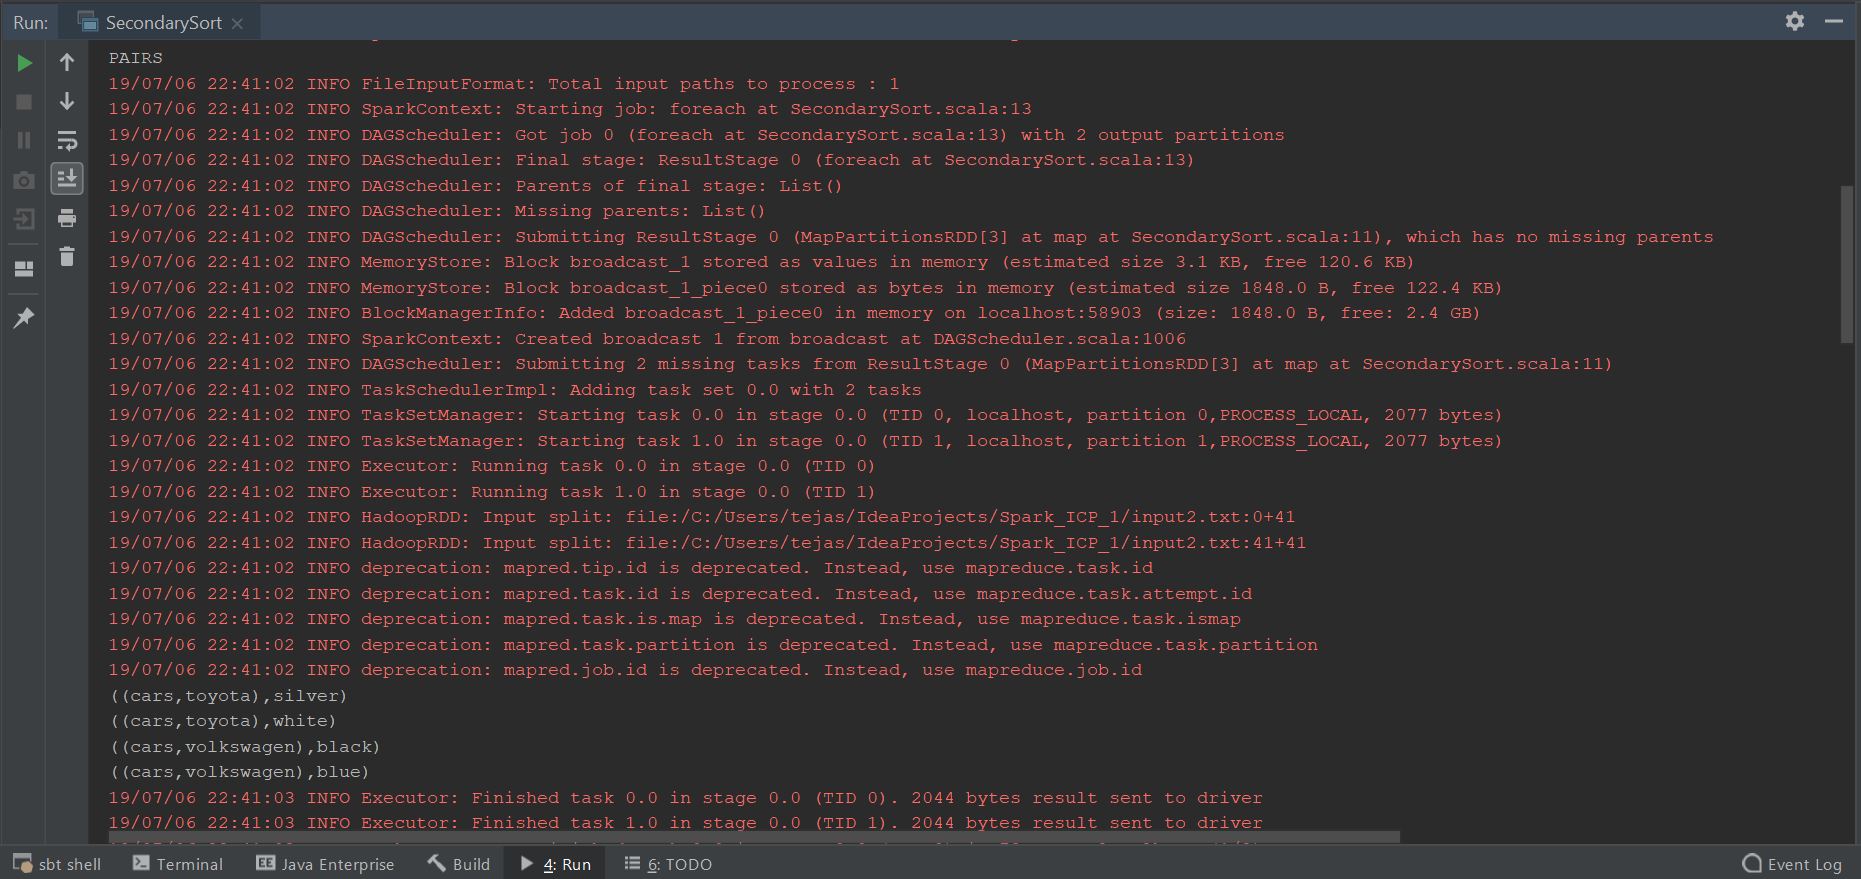 Run: SecondarySort
PAIRS
19/07/06 22:41:02 INFO FileInputFormat: Total input paths to process : 1
19/07/06 22:41:02 INFO SparkContext: Starting job: foreach at SecondarySort.scala:13
19/07/06 22:41:02 INFO DAGScheduler: Got job 0 (foreach at SecondarySort.scala:13) with 2 output partitions
19/07/06 22:41:02 INFO DAGScheduler: Final stage: ResultStage 0 (foreach at SecondarySort.scala:13)
19/07/06 22:41:02 INFO DAGScheduler: Parents of final stage: List()
19/07/06 22:41:02 INFO DAGScheduler: Missing parents: List()
19/07/06 22:41:02 INFO DAGScheduler: Submitting ResultStage 0 (MapPartitionsRDD[3] at map at SecondarySort.scala:11), which has no missing parents
19/07/06 22:41:02 INFO MemoryStore: Block broadcast_1 stored as values in memory (estimated size 3.1 KB, free 120.6 KB)
19/07/06 22:41:02 INFO MemoryStore: Block broadcast_1_piece0 stored as bytes in memory (estimated size 1848.0 B, free 122.4 KB)
19/07/06 22:41:02 INFO BlockManagerInfo: Added broadcast_1_piece0 in memory on localhost:58903 (size: 1848.0 B, free: 2.4 GB)
19/07/06 22:41:02 INFO SparkContext: Created broadcast 1 from broadcast at DAGScheduler.scala:1006
19/07/06 22:41:02 INFO DAGScheduler: Submitting 2 missing tasks from ResultStage 0 (MapPartitionsRDD[3] at map at SecondarySort.scala:11)
19/07/06 22:41:02 INFO TaskSchedulerImpl: Adding task set 0.0 with 2 tasks
19/07/06 22:41:02 INFO TaskSetManager: Starting task 0.0 in stage 0.0 (TID 0, localhost, partition 0,PROCESS_LOCAL, 2077 bytes)
19/07/06 22:41:02 INFO TaskSetManager: Starting task 1.0 in stage 0.0 (TID 1, localhost, partition 1,PROCESS_LOCAL, 2077 bytes)
19/07/06 22:41:02 INFO Executor: Running task 0.0 in stage 0.0 (TID 0)
19/07/06 22:41:02 INFO Executor: Running task 1.0 in stage 0.0 (TID 1)
19/07/06 22:41:02 INFO HadoopRDD: Input split: file:/C:/Users/tejas/IdeaProjects/Spark_ICP_1/input2.txt:0+41
19/07/06 22:41:02 INFO HadoopRDD: Input split: file:/C:/Users/tejas/IdeaProjects/Spark_ICP_1/input2.txt:41+41
19/07/06 22:41:02 INFO deprecation: mapred.tip.id is deprecated. Instead, use mapreduce.task.id
19/07/06 22:41:02 INFO deprecation: mapred.task.id is deprecated. Instead, use mapreduce.task.attempt.id
19/07/06 22:41:02 INFO deprecation: mapred.task.is.map is deprecated. Instead, use mapreduce.task.ismap
19/07/06 22:41:02 INFO deprecation: mapred.task.partition is deprecated. Instead, use mapreduce.task.partition
19/07/06 22:41:02 INFO deprecation: mapred.job.id is deprecated. Instead, use mapreduce.job.id
((cars,toyota),silver)
((cars,toyota),white)
((cars,volkswagen),black)
((cars,volkswagen),blue)
19/07/06 22:41:03 INFO Executor: Finished task 0.0 in stage 0.0 (TID 0). 2044 bytes result sent to driver
19/07/06 22:41:03 INFO Executor: Finished task 1.0 in stage 0.0 (TID 1). 2044 bytes result sent to driver
sbt shell Terminal Java Enterprise Build 4: Run 6: TODO Event Log